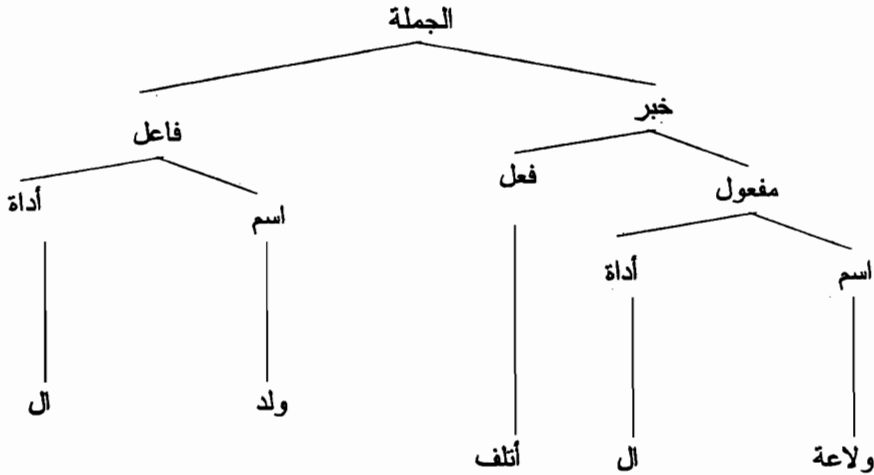 الجملة
خبر
فاعل
فعل
مفعول
أداة
اسم
أداة
اسم
ال
ولد
أتلف
ال
ولاعة